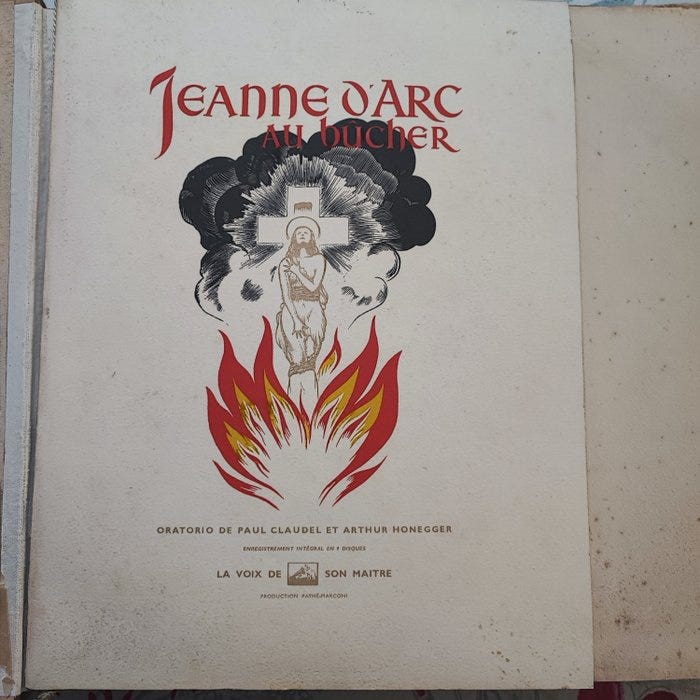 JEANNE D'ARC
AU bûCHER
ORATORIO DE PAUL CLAUDEL ET ARTHUR HONEGGER
ENREGISTREMENT INTÉGRAL EN 9 DISQUES
LA VOIX DE SON MAITRE
PRODUCTION PATHÉ-MARCONI